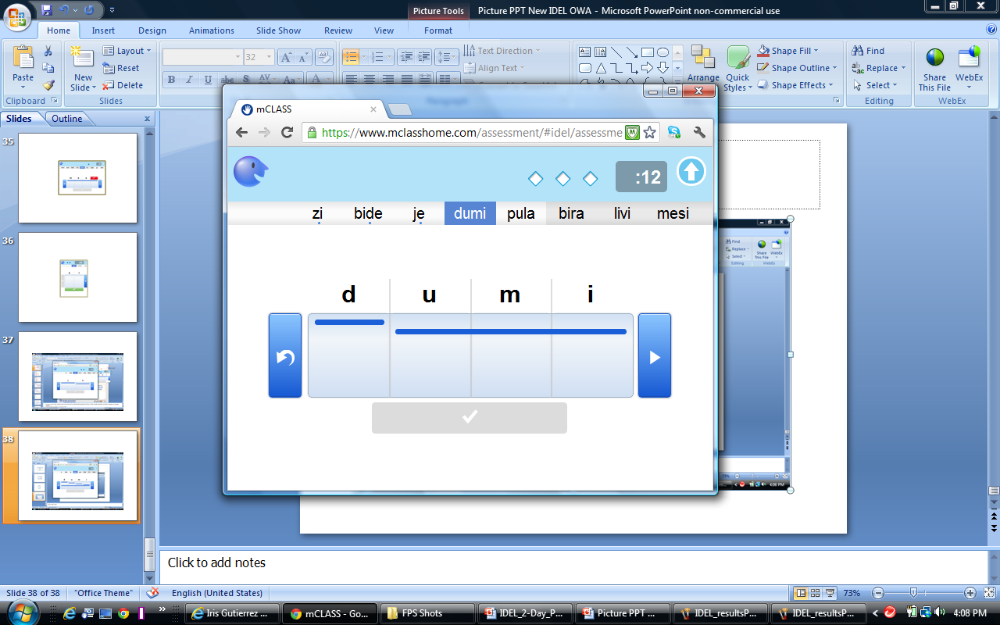 Picture Tools
Picture PPT New IDEL OWA - Microsoft PowerPoint non-commercial use
Home Insert Design Animations Slide Show Review View Format
Paste
Clipboard
New Slide
Layout
Reset
Delete
Slides
32
B I U abc S AV Aa A
Text Direction
Align Text
Paragraph
Arrange
Quick Styles
Shape Fill
Shape Outline
Shape Effects
Find
Replace
Select
Editing
Share This File
WebEx
WebEx
Slides Outline x
35
36
37
38
mCLASS
https://www.mclasshome.com/assessment/#idel/assessme
:12
zi bide je dumi pula bira livi mesi
d u m i
Click to add notes
Slide 38 of 38 "Office Theme" English (United States) 73%
Iris Gutierrez ... mCLASS - Go... FPS Shots IDEL_2-Day_P... Picture PPT ... IDEL_resultsP... IDEL_resultsP... 4:08 PM